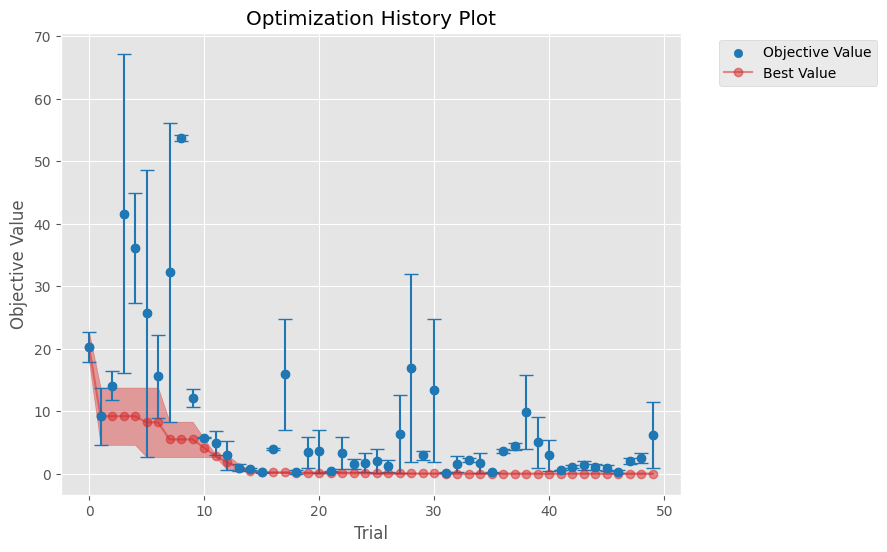 Optimization History Plot
Objective Value
Best Value
Objective Value
70
60
50
40
30
20
10
0
0 10 20 30 40 50
Trial